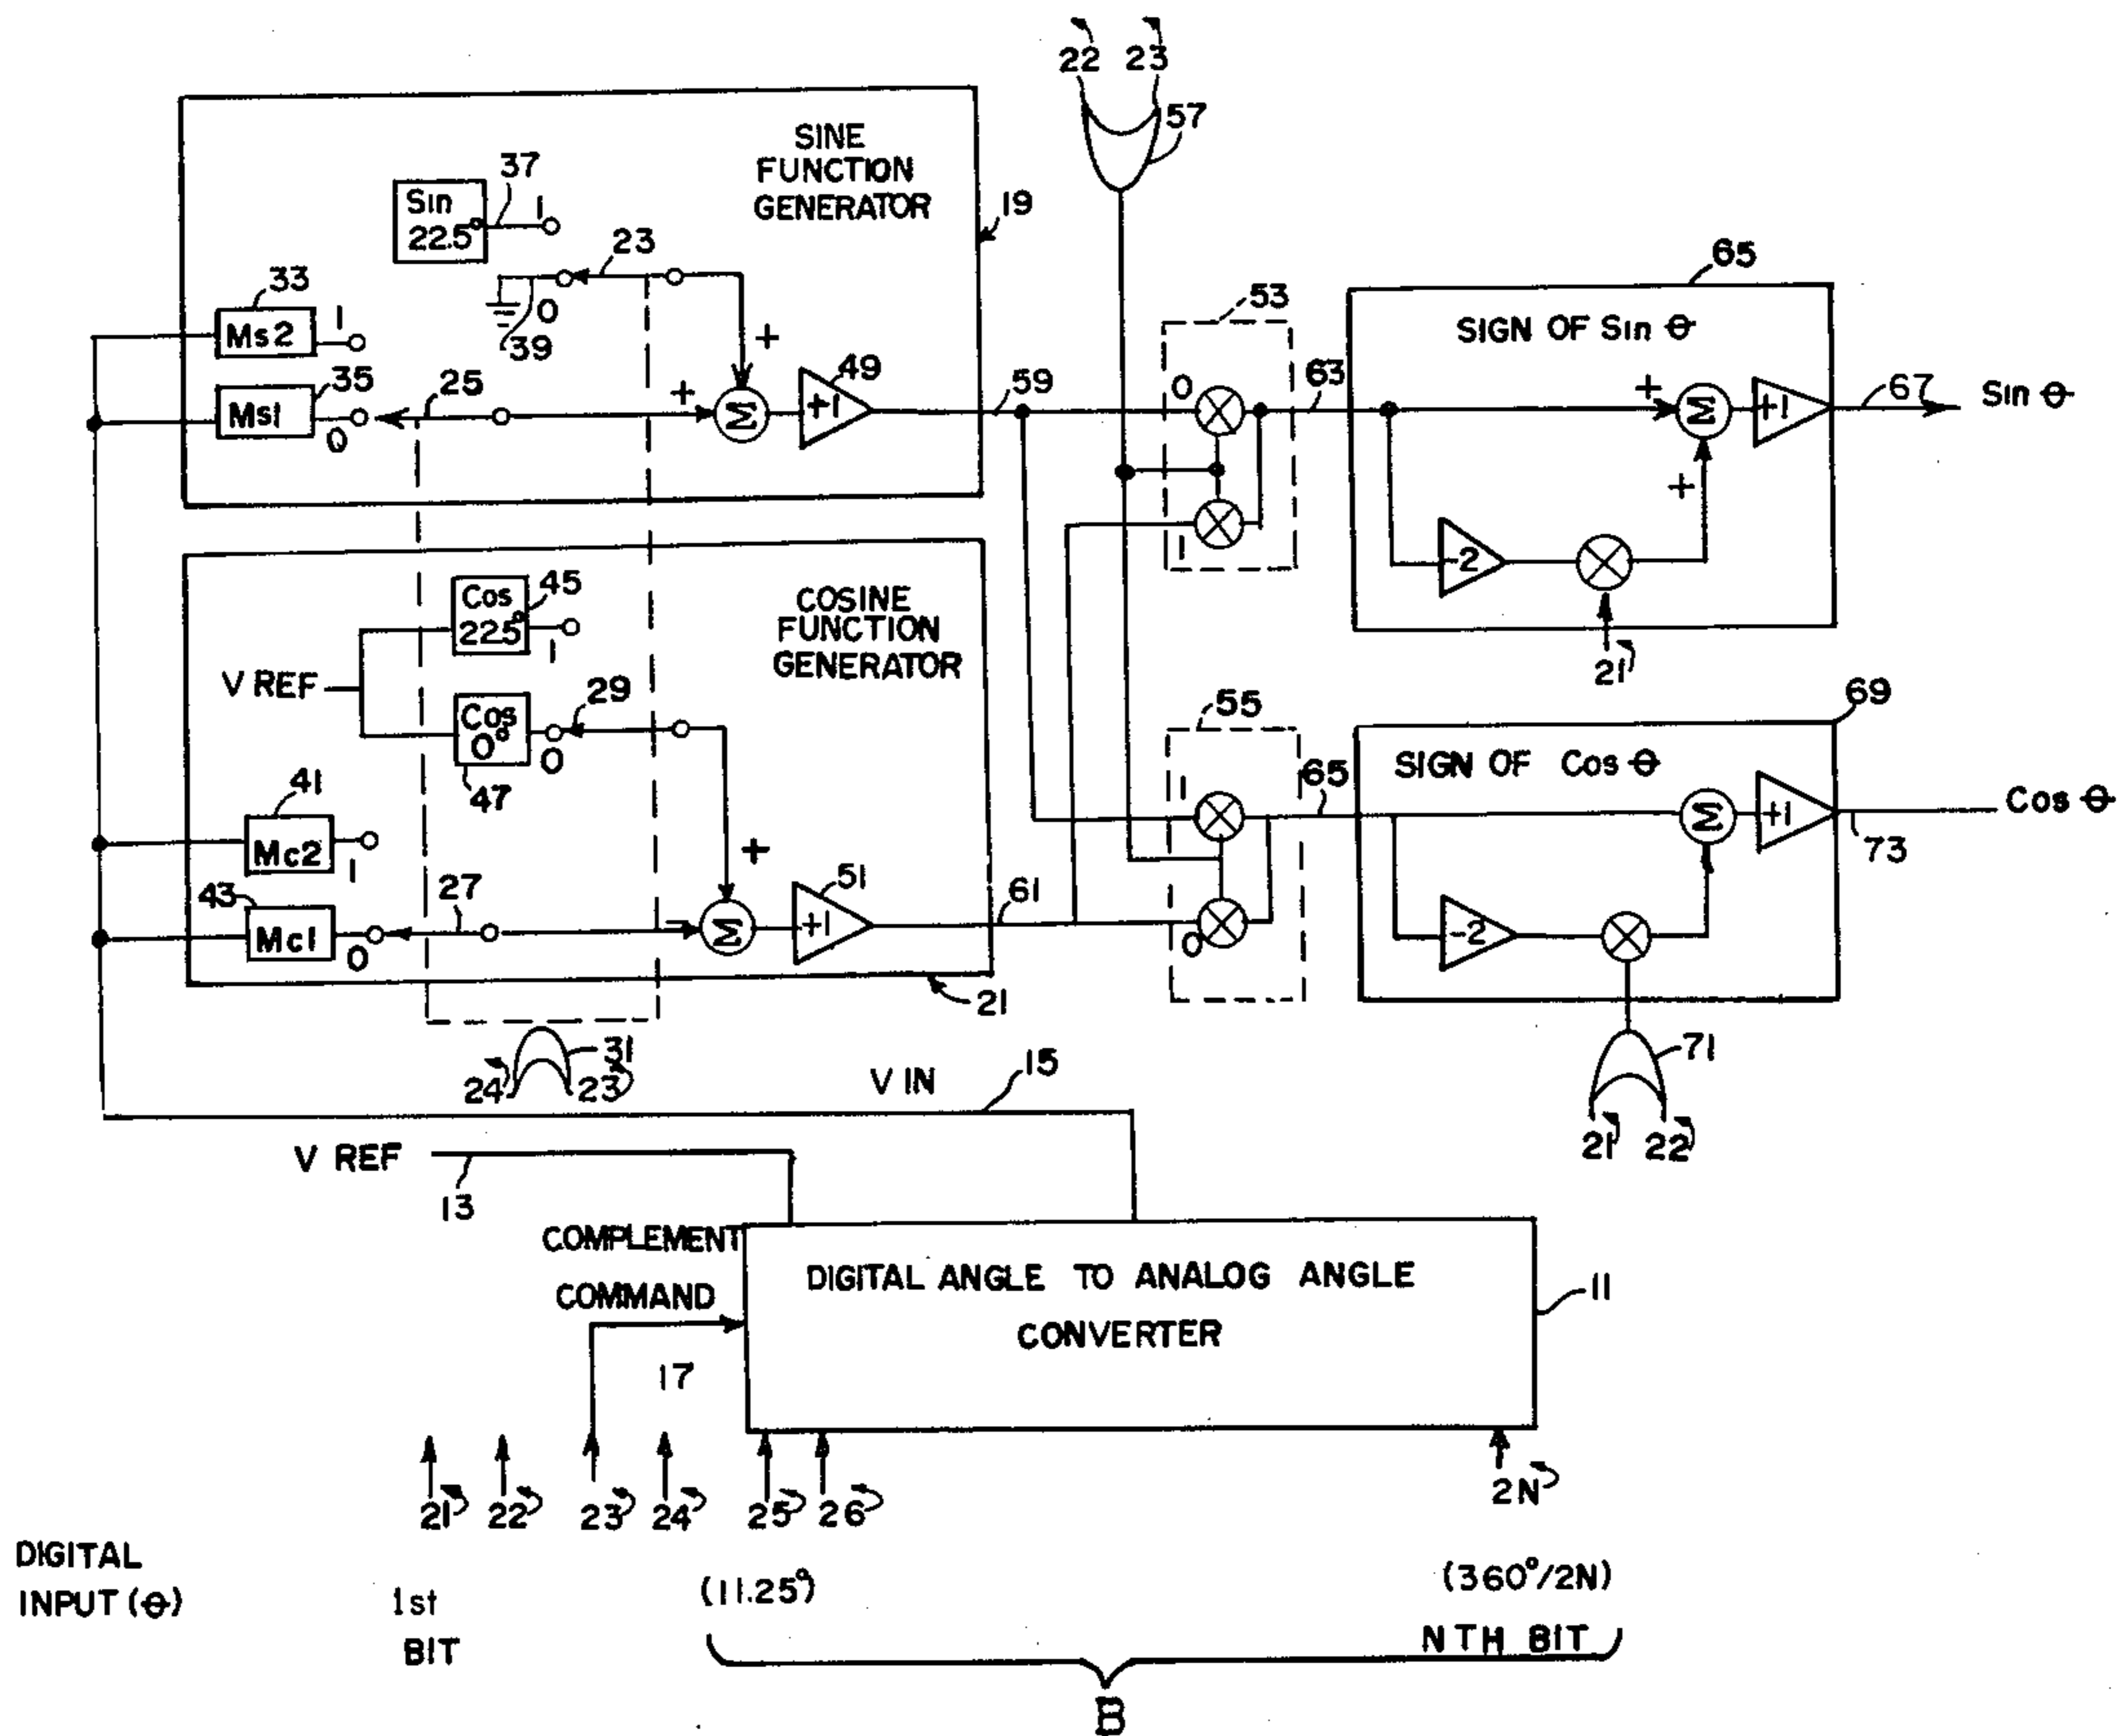 22 23
57
SINE
FUNCTION
GENERATOR
19
Sin
22.5°
37
1
23
0
39
33
Ms2
1
35
Ms1
0
25
+
+
Σ
49
+1
59
53
0
1
63
65
SIGN OF Sin θ
+
Σ
+
+1
67
Sin θ
-2
21
COSINE
FUNCTION
GENERATOR
Cos
22.5°
45
1
V REF
Cos
0°
47
29
0
41
Mc2
1
43
Mc1
0
27
+
−
Σ
51
+1
61
21
55
1
0
65
69
SIGN OF Cos θ
Σ
+1
73
Cos θ
-2
71
21 22
31
24 23
V IN
15
V REF
13
COMPLEMENT
COMMAND
17
DIGITAL ANGLE TO ANALOG ANGLE
CONVERTER
11
21 22 23 24 25 26 2N
DIGITAL
INPUT (θ)
1st
BIT
(11.25°)
(360°/2N)
NTH BIT
B